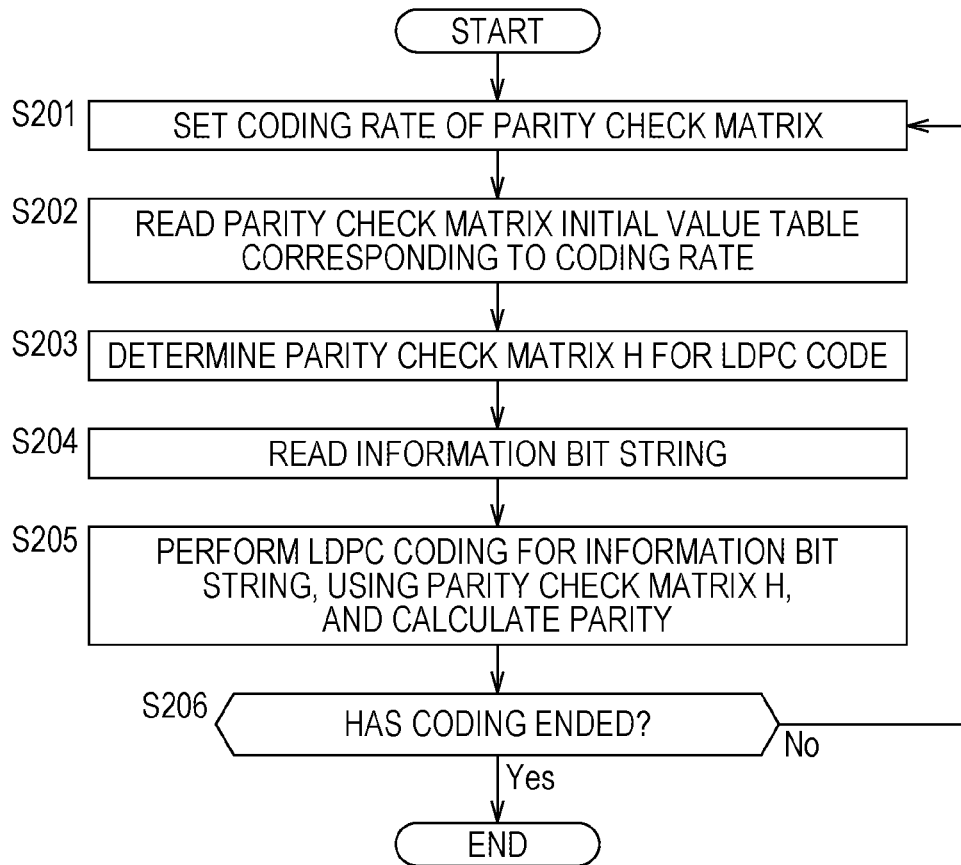 START
S201
SET CODING RATE OF PARITY CHECK MATRIX
S202
READ PARITY CHECK MATRIX INITIAL VALUE TABLE
CORRESPONDING TO CODING RATE
S203
DETERMINE PARITY CHECK MATRIX H FOR LDPC CODE
S204
READ INFORMATION BIT STRING
S205
PERFORM LDPC CODING FOR INFORMATION BIT
STRING, USING PARITY CHECK MATRIX H,
AND CALCULATE PARITY
S206
HAS CODING ENDED?
No
Yes
END